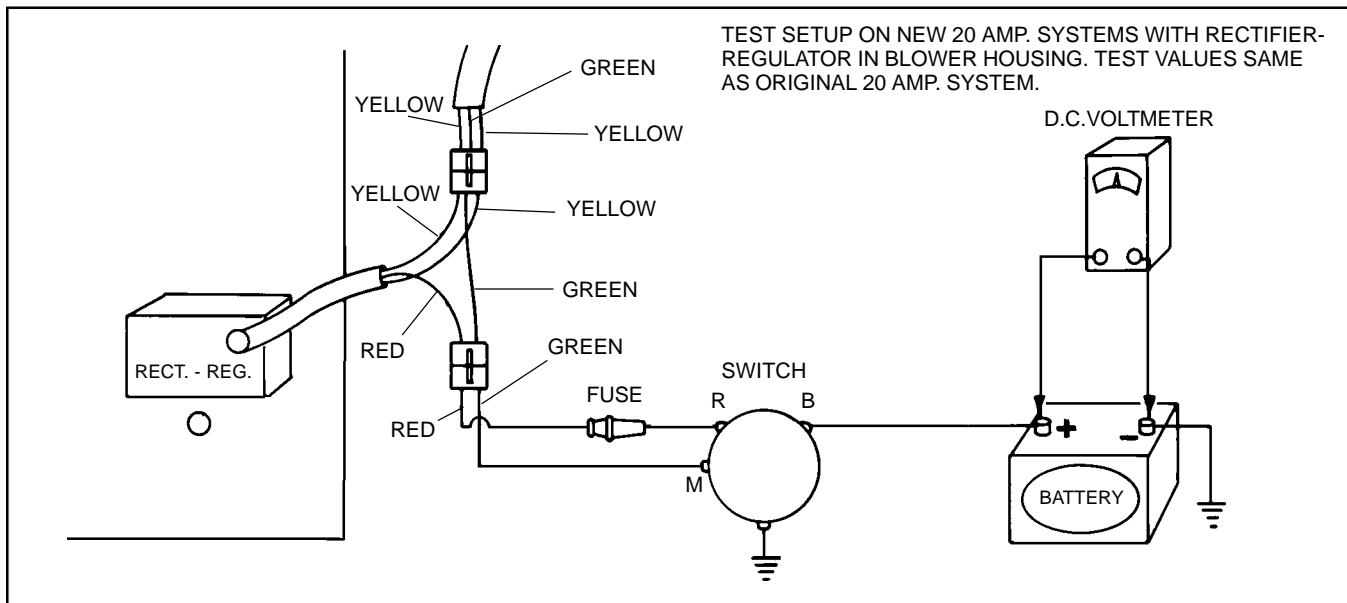 TEST SETUP ON NEW 20 AMP. SYSTEMS WITH RECTIFIER-
REGULATOR IN BLOWER HOUSING. TEST VALUES SAME
AS ORIGINAL 20 AMP. SYSTEM.
GREEN
YELLOW
YELLOW
D.C.VOLTMETER
YELLOW
YELLOW
GREEN
RED
GREEN
RECT. - REG.
SWITCH
FUSE
R
B
RED
+
-
M
BATTERY